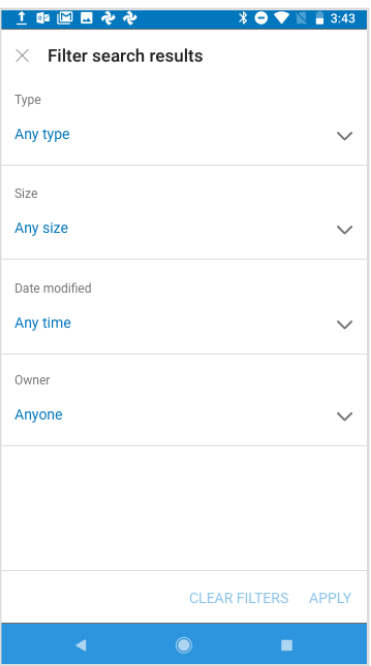 3:43
Filter search results
Type
Any type
Size
Any size
Date modified
Any time
Owner
Anyone
CLEAR FILTERS APPLY